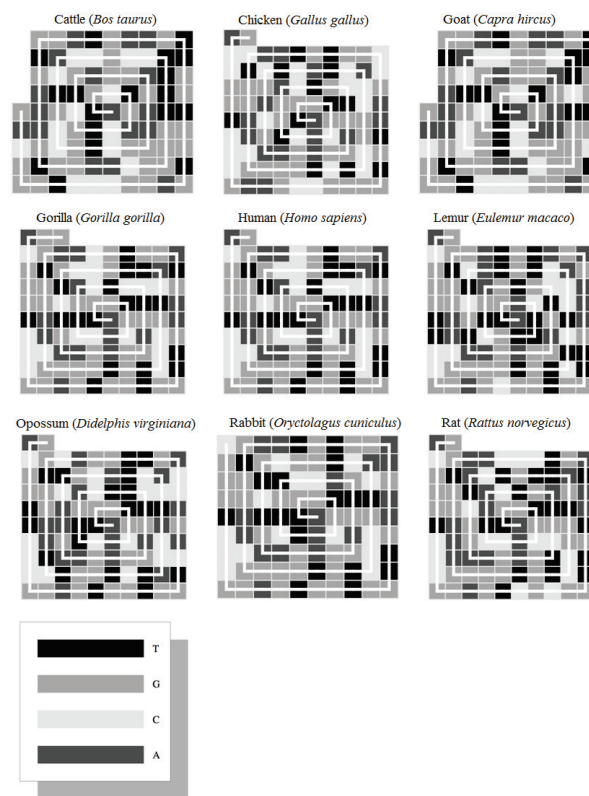 Cattle (Bos taurus) Chicken (Gallus gallus) Goat (Capra hircus)
Gorilla (Gorilla gorilla) Human (Homo sapiens) Lemur (Eulemur macaco)
Opossum (Didelphis virginiana) Rabbit (Oryctolagus cuniculus) Rat (Rattus norvegicus)
T
G
C
A